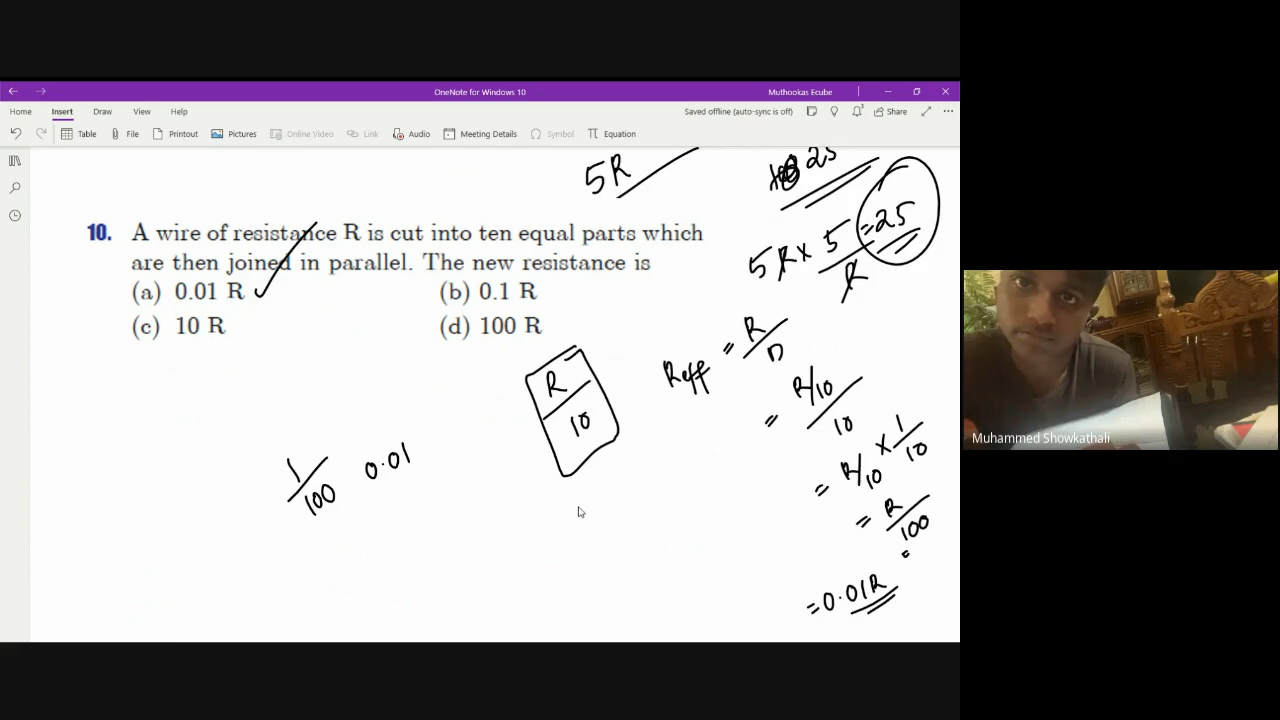 OneNote for Windows 10
Muthookas Ecube
Home Insert Draw View Help
Saved offline (auto-sync is off)
Share
Table File Printout Pictures Online Video Link Audio Meeting Details Symbol Equation
5R
25
5R × 5/R = 25
10. A wire of resistance R is cut into ten equal parts which
are then joined in parallel. The new resistance is
(a) 0.01 R ✓ (b) 0.1 R
(c) 10 R (d) 100 R
R/10
Reff = R/n
= R/10/10
= R/10 × 1/10
= R/100
=
= 0.01R
1/100 0.01
Muhammed Showkathali